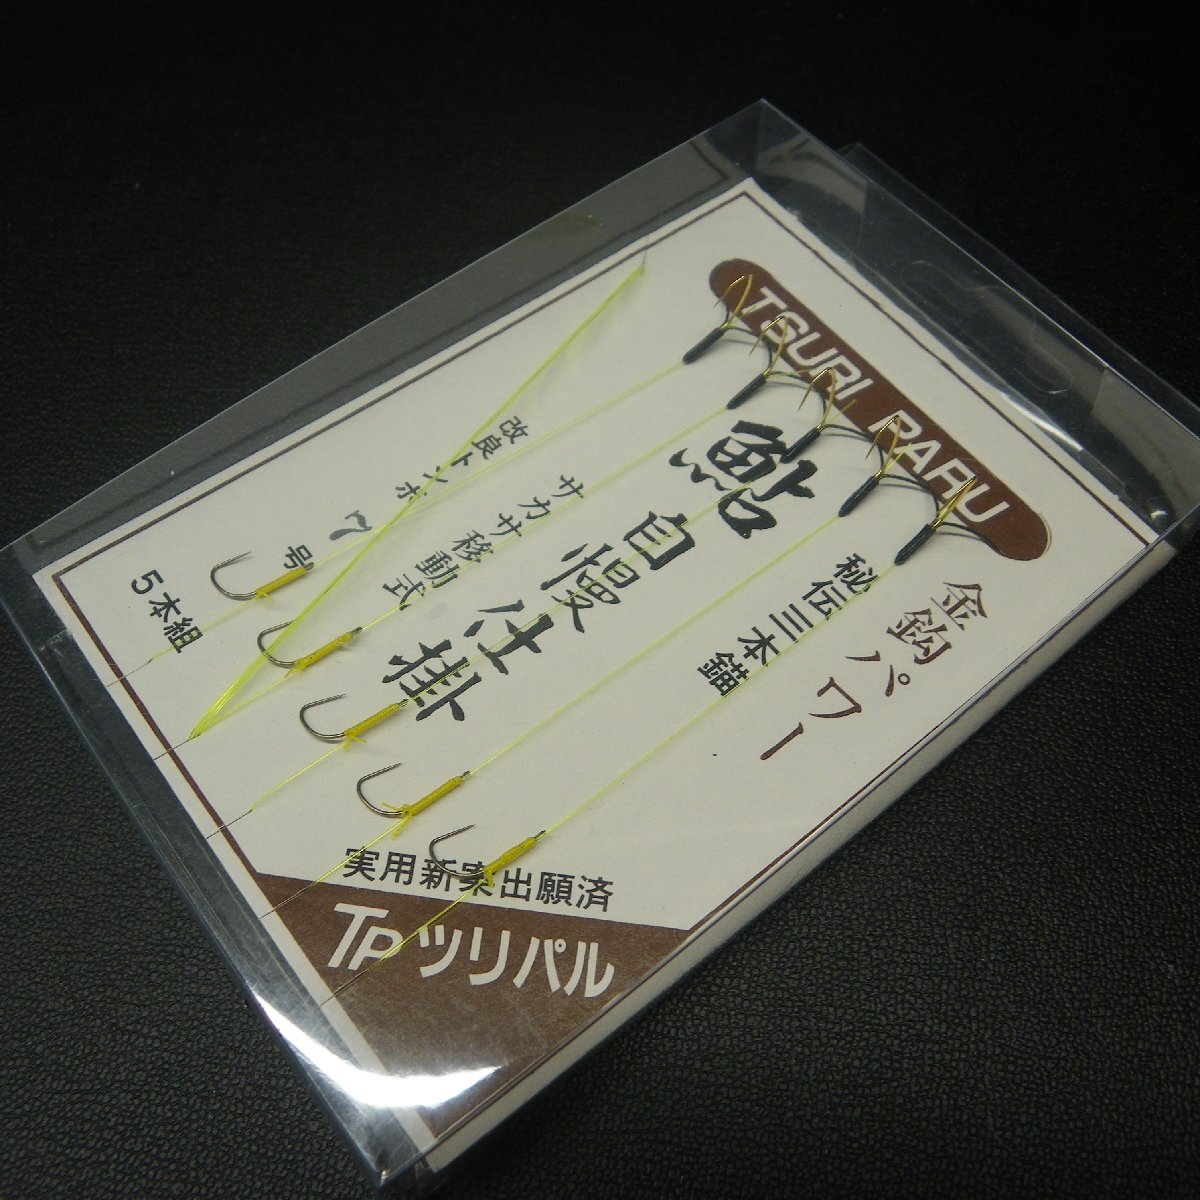 TSURI PARU
金鈎パワー
秘伝三本錨
鮎自慢仕掛
サカサ移動式
改良トンボ 7号
5本組
実用新案出願済
TP ツリパル